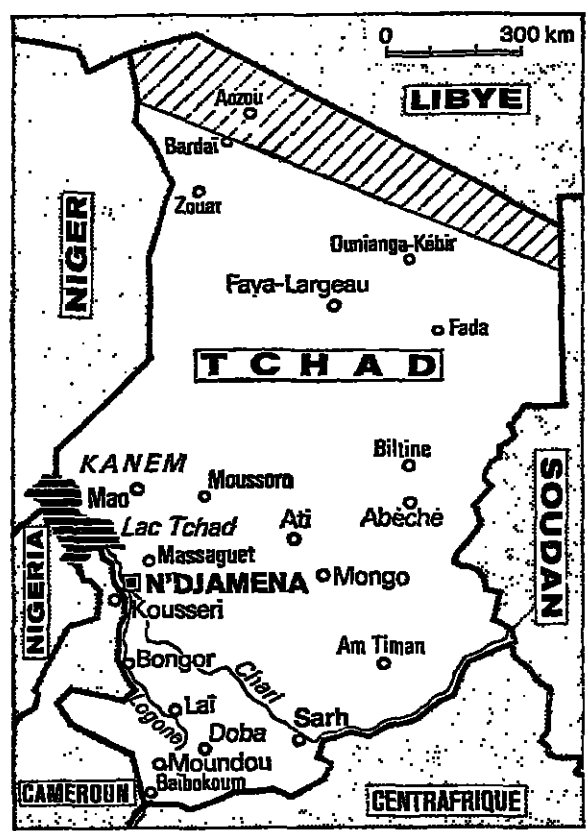 0 300 km
LIBYE
Aozou
Bardaï
Zouar
NIGER
Ounianga-Kébir
Faya-Largeau
Fada
TCHAD
Biltine
KANEM
Moussoro
Mao
SOUDAN
Abéché
Lac Tchad
Ati
Massaguet
NIGERIA
N'DJAMENA
Mongo
Kousseri
Am Timan
Bongor
Chari
Laï
Logone
Sarh
Doba
Moundou
Baïbokoum
CAMEROUN
CENTRAFRIQUE